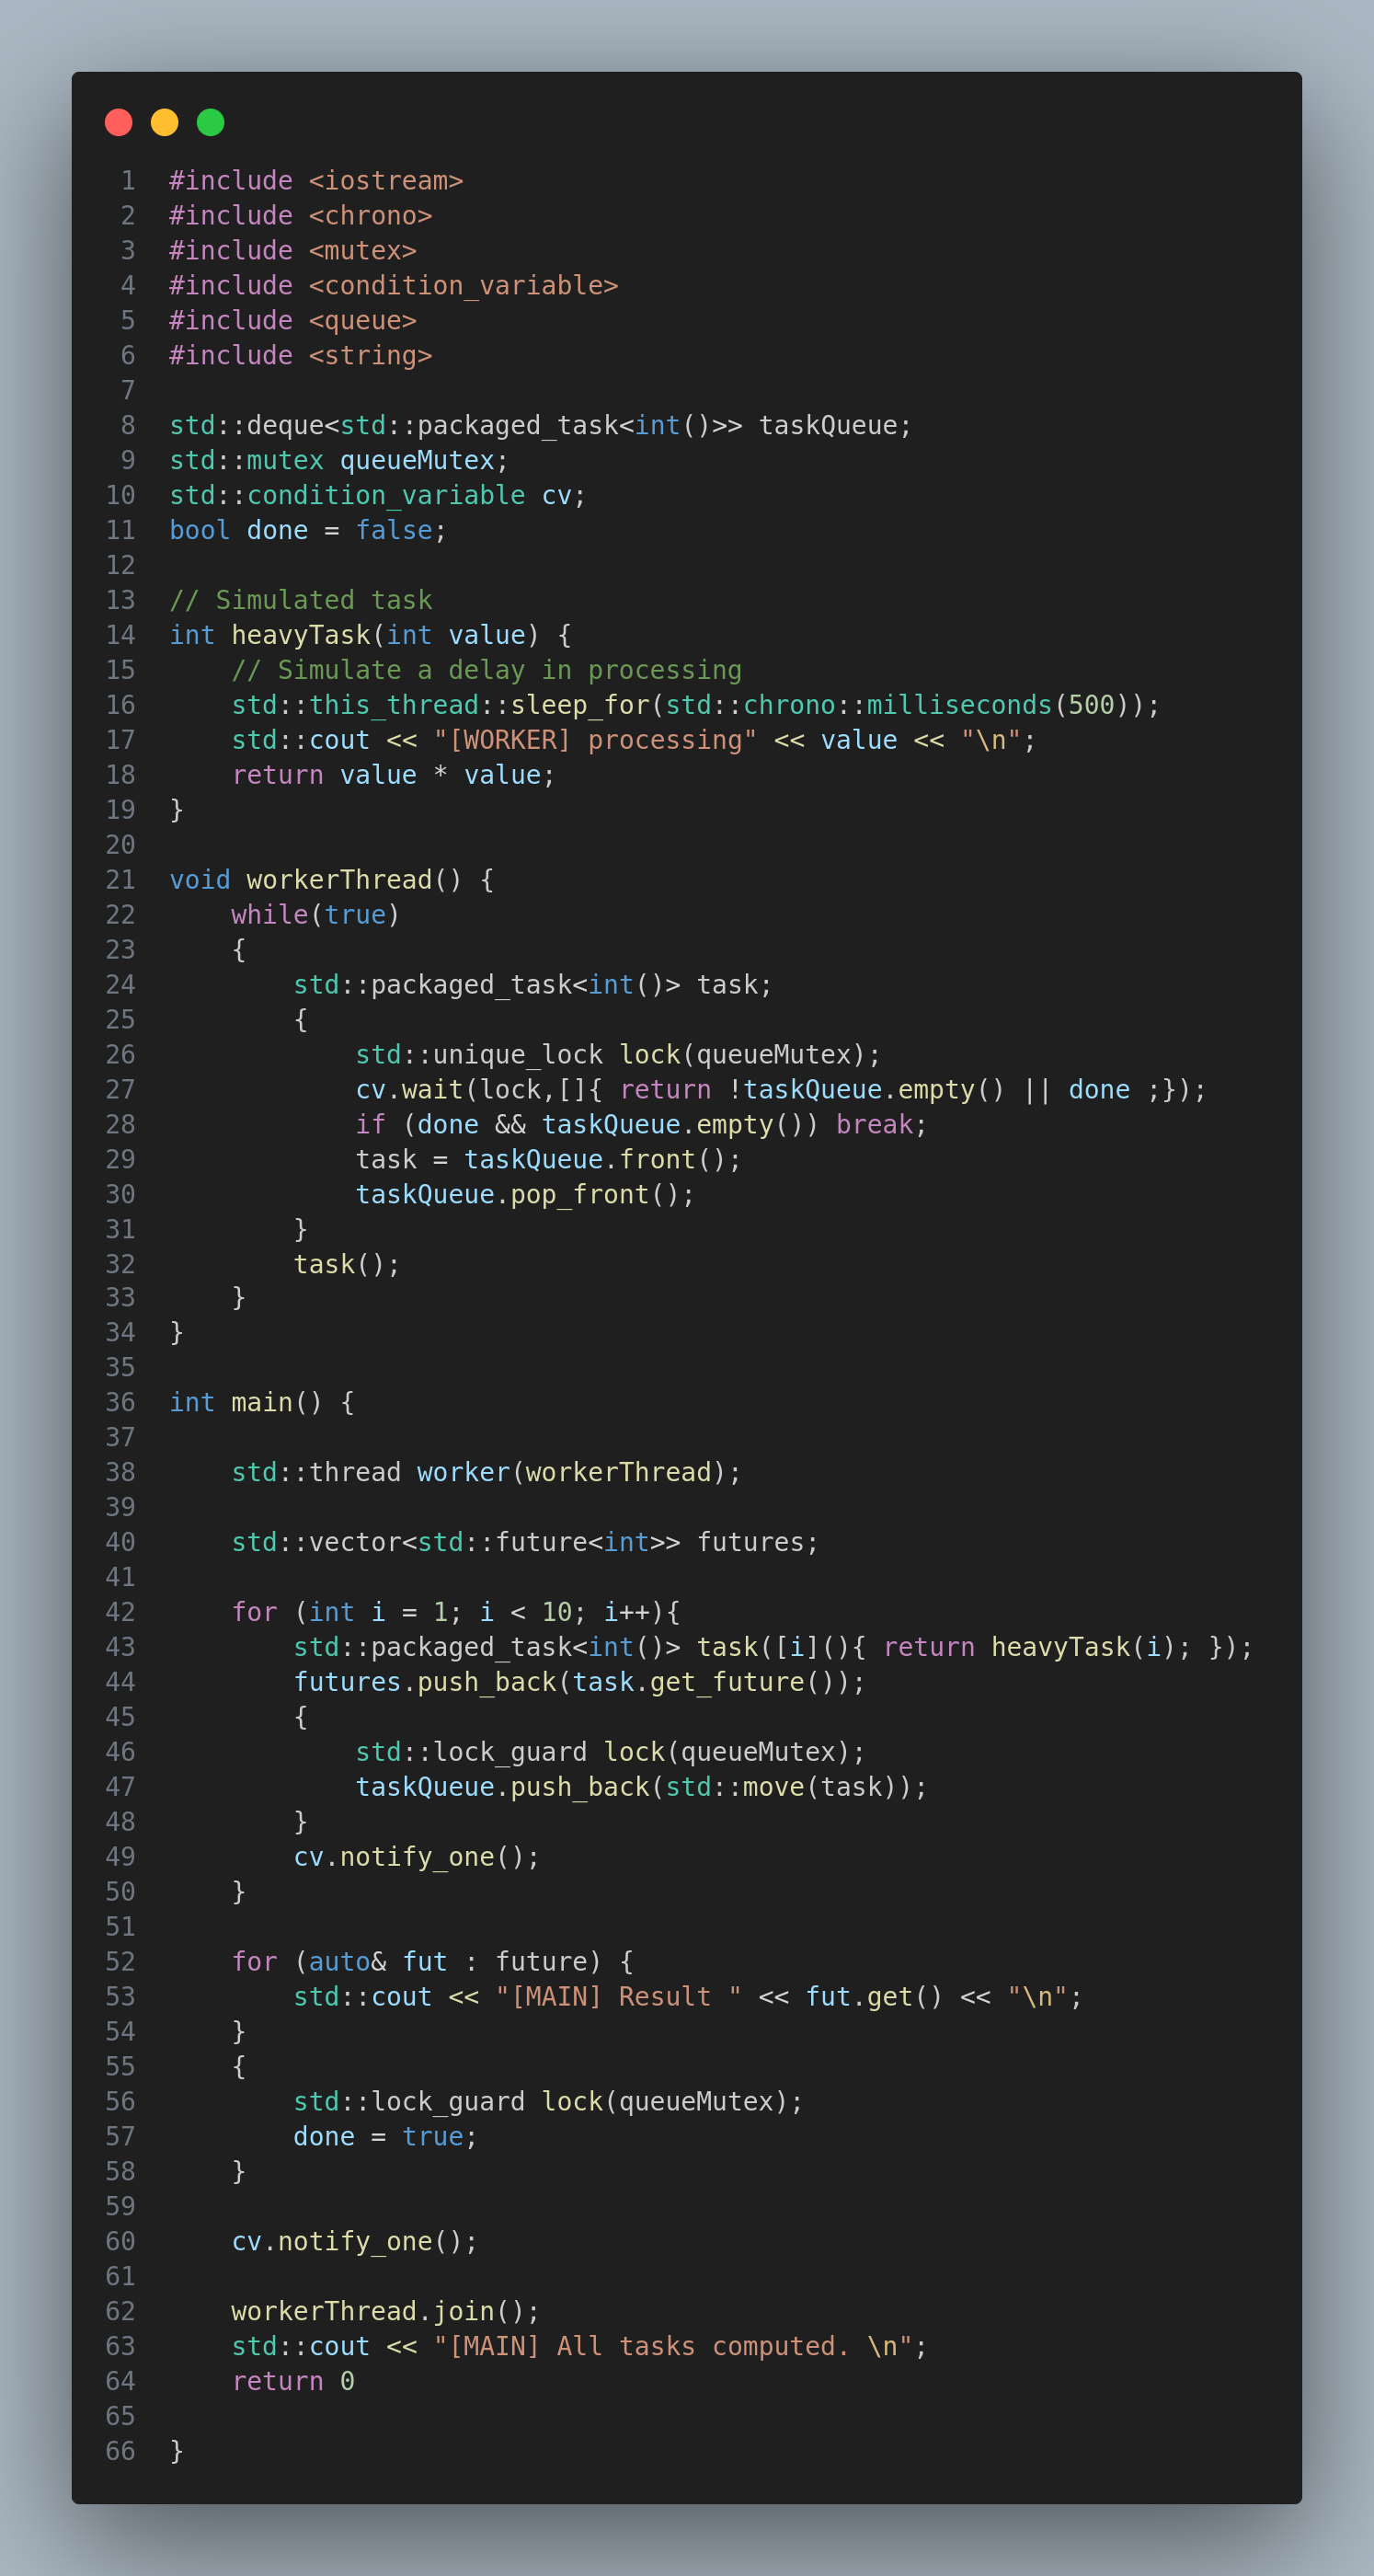 1 #include <iostream>
2 #include <chrono>
3 #include <mutex>
4 #include <condition_variable>
5 #include <queue>
6 #include <string>
7
8 std::deque<std::packaged_task<int()>> taskQueue;
9 std::mutex queueMutex;
10 std::condition_variable cv;
11 bool done = false;
12
13 // Simulated task
14 int heavyTask(int value) {
15     // Simulate a delay in processing
16     std::this_thread::sleep_for(std::chrono::milliseconds(500));
17     std::cout << "[WORKER] processing" << value << "\n";
18     return value * value;
19 }
20
21 void workerThread() {
22     while(true)
23     {
24         std::packaged_task<int()> task;
25         {
26             std::unique_lock lock(queueMutex);
27             cv.wait(lock,[]{ return !taskQueue.empty() || done ;});
28             if (done && taskQueue.empty()) break;
29             task = taskQueue.front();
30             taskQueue.pop_front();
31         }
32         task();
33     }
34 }
35
36 int main() {
37
38     std::thread worker(workerThread);
39
40     std::vector<std::future<int>> futures;
41
42     for (int i = 1; i < 10; i++){
43         std::packaged_task<int()> task([i](){ return heavyTask(i); });
44         futures.push_back(task.get_future());
45         {
46             std::lock_guard lock(queueMutex);
47             taskQueue.push_back(std::move(task));
48         }
49         cv.notify_one();
50     }
51
52     for (auto& fut : future) {
53         std::cout << "[MAIN] Result " << fut.get() << "\n";
54     }
55     {
56         std::lock_guard lock(queueMutex);
57         done = true;
58     }
59
60     cv.notify_one();
61
62     workerThread.join();
63     std::cout << "[MAIN] All tasks computed. \n";
64     return 0
65
66 }